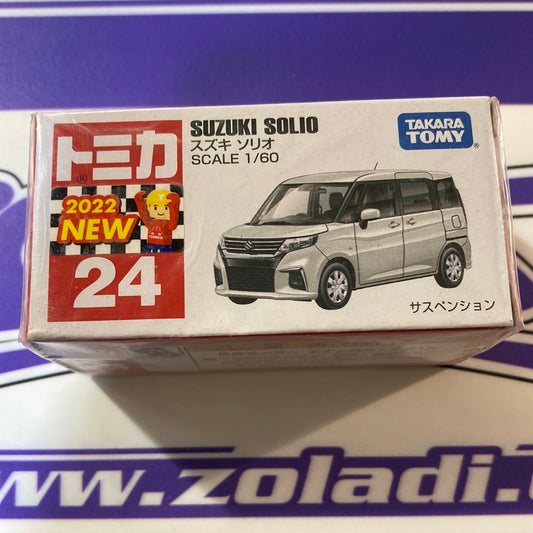 トミカ
®
2022
NEW
24
SUZUKI SOLIO
スズキ ソリオ
SCALE 1/60
TAKARA
TOMY
®
サスペンション
www.zoladi.